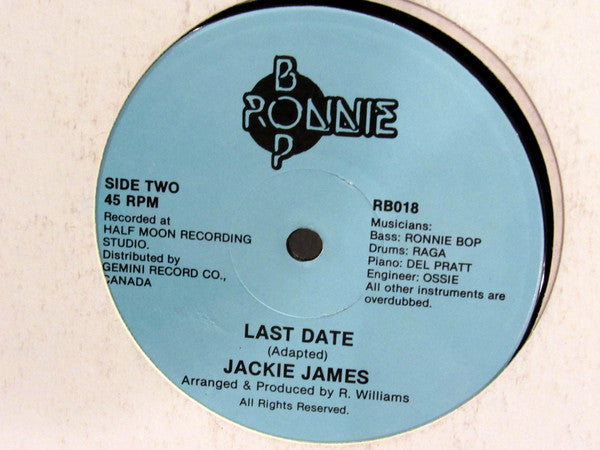 BOP
RONNIE
SIDE TWO
45 RPM
Recorded at
HALF MOON RECORDING
STUDIO.
Distributed by
GEMINI RECORD CO.,
CANADA
RB018
Musicians:
Bass: RONNIE BOP
Drums: RAGA
Piano: DEL PRATT
Engineer: OSSIE
All other instruments are
overdubbed.
LAST DATE
(Adapted)
JACKIE JAMES
Arranged & Produced by R. Williams
All Rights Reserved.